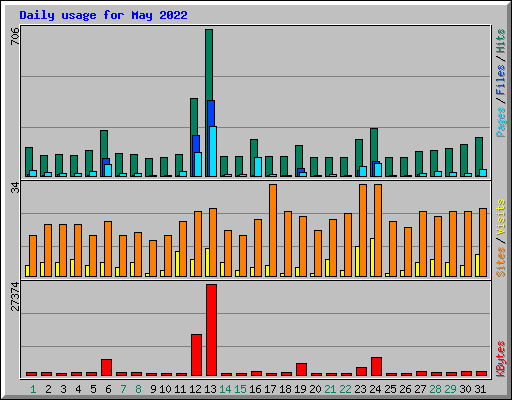 Daily usage for May 2022
706
Pages / Files / Hits
34
Sites / Visits
27374
KBytes
1 2 3 4 5 6 7 8 9 10 11 12 13 14 15 16 17 18 19 20 21 22 23 24 25 26 27 28 29 30 31